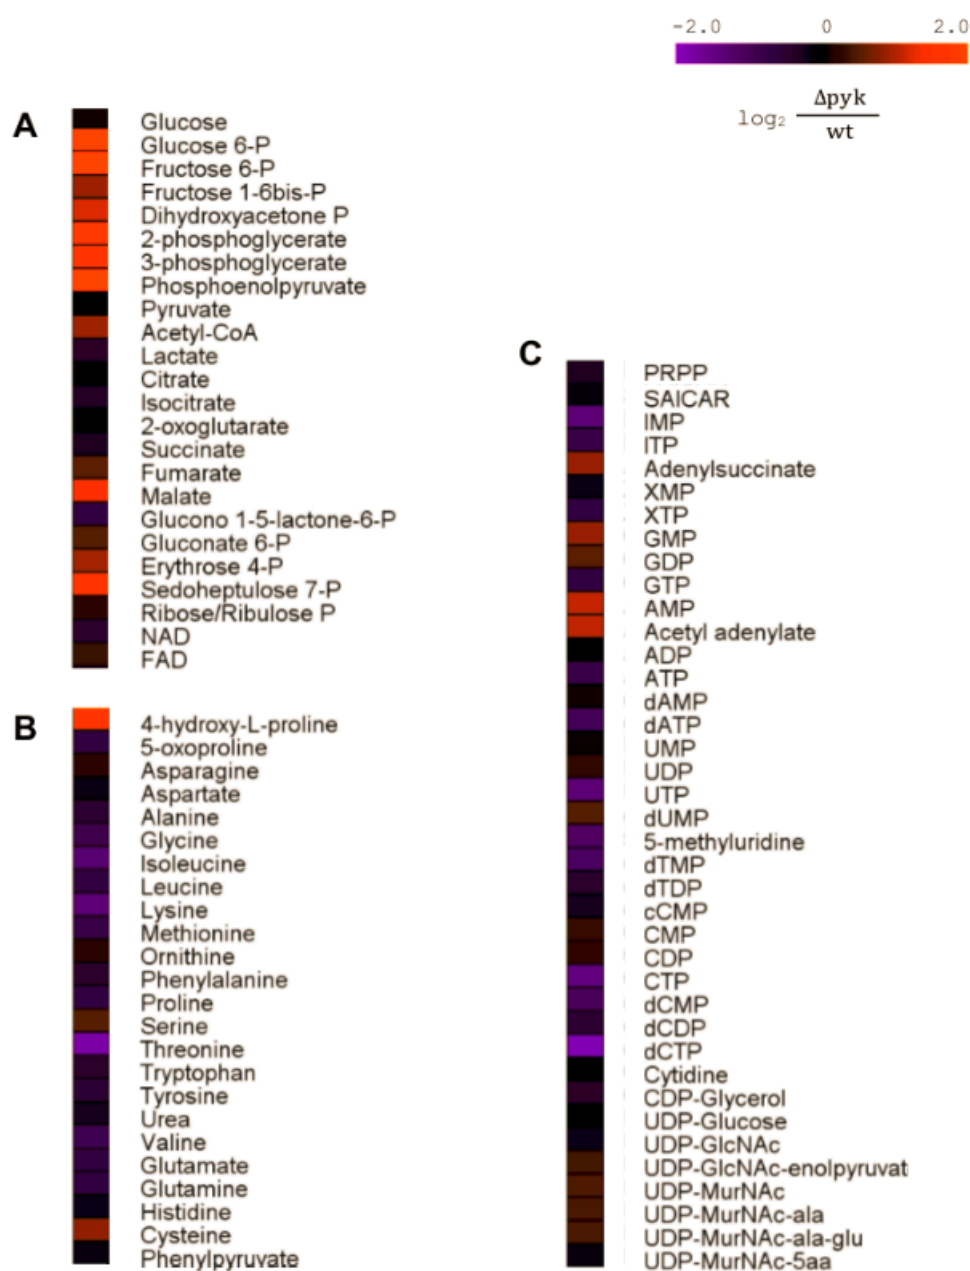 -2.0 0 2.0
log₂ Δpyk
wt
A
Glucose
Glucose 6-P
Fructose 6-P
Fructose 1-6bis-P
Dihydroxyacetone P
2-phosphoglycerate
3-phosphoglycerate
Phosphoenolpyruvate
Pyruvate
Acetyl-CoA
Lactate
Citrate
Isocitrate
2-oxoglutarate
Succinate
Fumarate
Malate
Glucono 1-5-lactone-6-P
Gluconate 6-P
Erythrose 4-P
Sedoheptulose 7-P
Ribose/Ribulose P
NAD
FAD
B
4-hydroxy-L-proline
5-oxoproline
Asparagine
Aspartate
Alanine
Glycine
Isoleucine
Leucine
Lysine
Methionine
Ornithine
Phenylalanine
Proline
Serine
Threonine
Tryptophan
Tyrosine
Urea
Valine
Glutamate
Glutamine
Histidine
Cysteine
Phenylpyruvate
C
PRPP
SAICAR
IMP
ITP
Adenylsuccinate
XMP
XTP
GMP
GDP
GTP
AMP
Acetyl adenylate
ADP
ATP
dAMP
dATP
UMP
UDP
UTP
dUMP
5-methyluridine
dTMP
dTDP
cCMP
CMP
CDP
CTP
dCMP
dCDP
dCTP
Cytidine
CDP-Glycerol
UDP-Glucose
UDP-GlcNAc
UDP-GlcNAc-enolpyruvat
UDP-MurNAc
UDP-MurNAc-ala
UDP-MurNAc-ala-glu
UDP-MurNAc-5aa